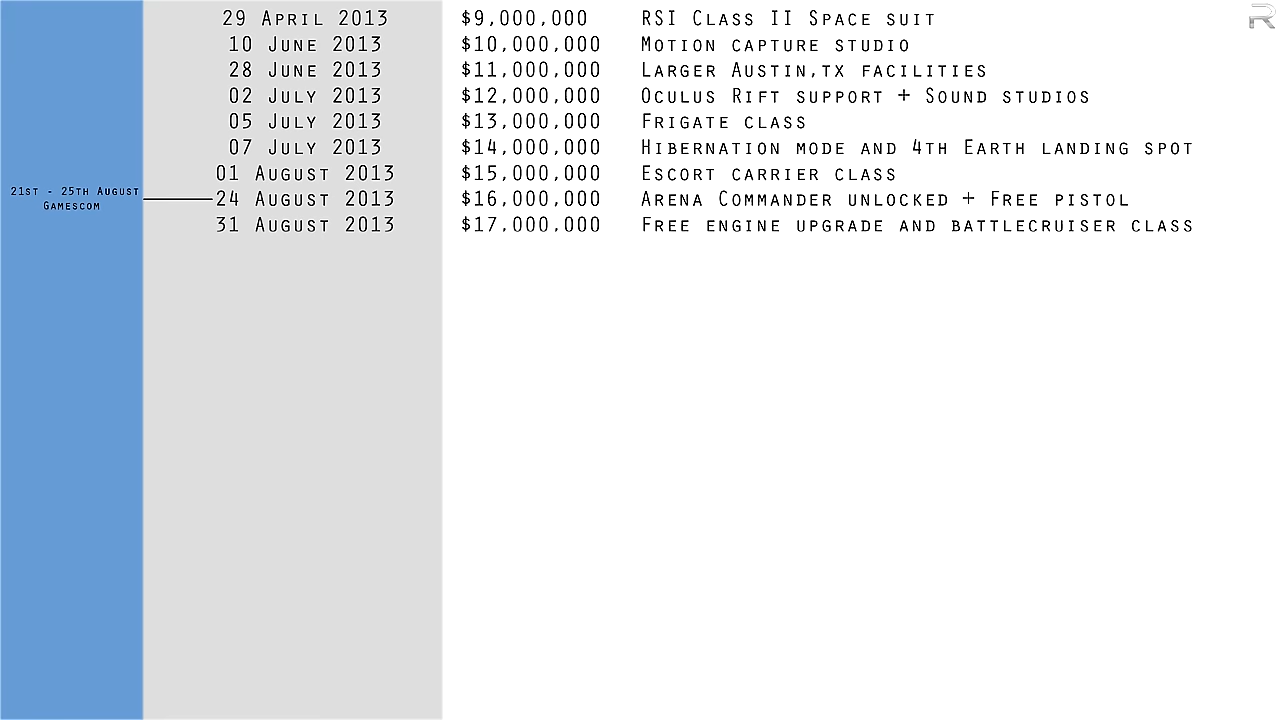 29 April 2013 $9,000,000 RSI Class II Space suit
10 June 2013 $10,000,000 Motion capture studio
28 June 2013 $11,000,000 Larger Austin,tx facilities
02 July 2013 $12,000,000 Oculus Rift support + Sound studios
05 July 2013 $13,000,000 Frigate class
07 July 2013 $14,000,000 Hibernation mode and 4th Earth landing spot
01 August 2013 $15,000,000 Escort carrier class
21st - 25th August
Gamescom
24 August 2013 $16,000,000 Arena Commander unlocked + Free pistol
31 August 2013 $17,000,000 Free engine upgrade and battlecruiser class
R